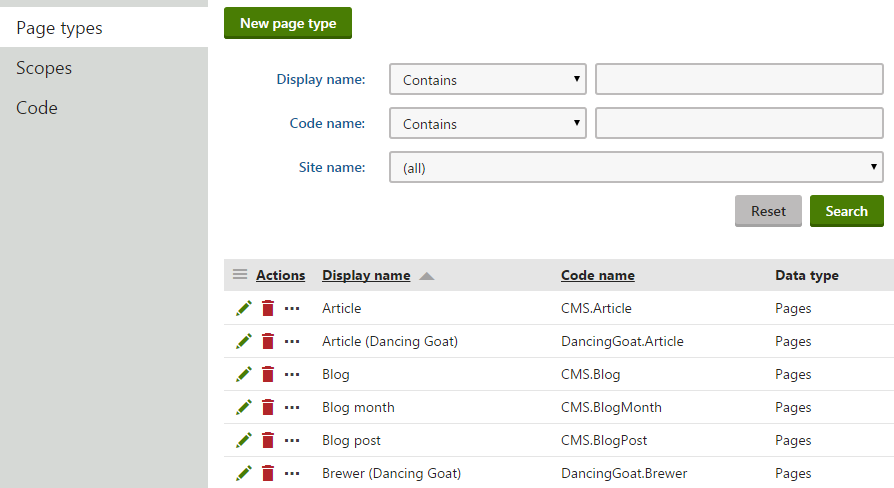 Page types
Scopes
Code
New page type
Display name: Contains
Code name: Contains
Site name: (all)
Reset Search
Actions Display name Code name Data type
Article CMS.Article Pages
Article (Dancing Goat) DancingGoat.Article Pages
Blog CMS.Blog Pages
Blog month CMS.BlogMonth Pages
Blog post CMS.BlogPost Pages
Brewer (Dancing Goat) DancingGoat.Brewer Pages